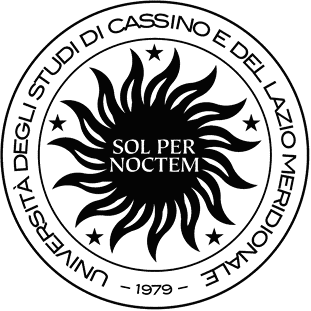 UNIVERSITÀ DEGLI STUDI DI CASSINO E DEL LAZIO MERIDIONALE
SOL PER
NOCTEM
– 1979 –